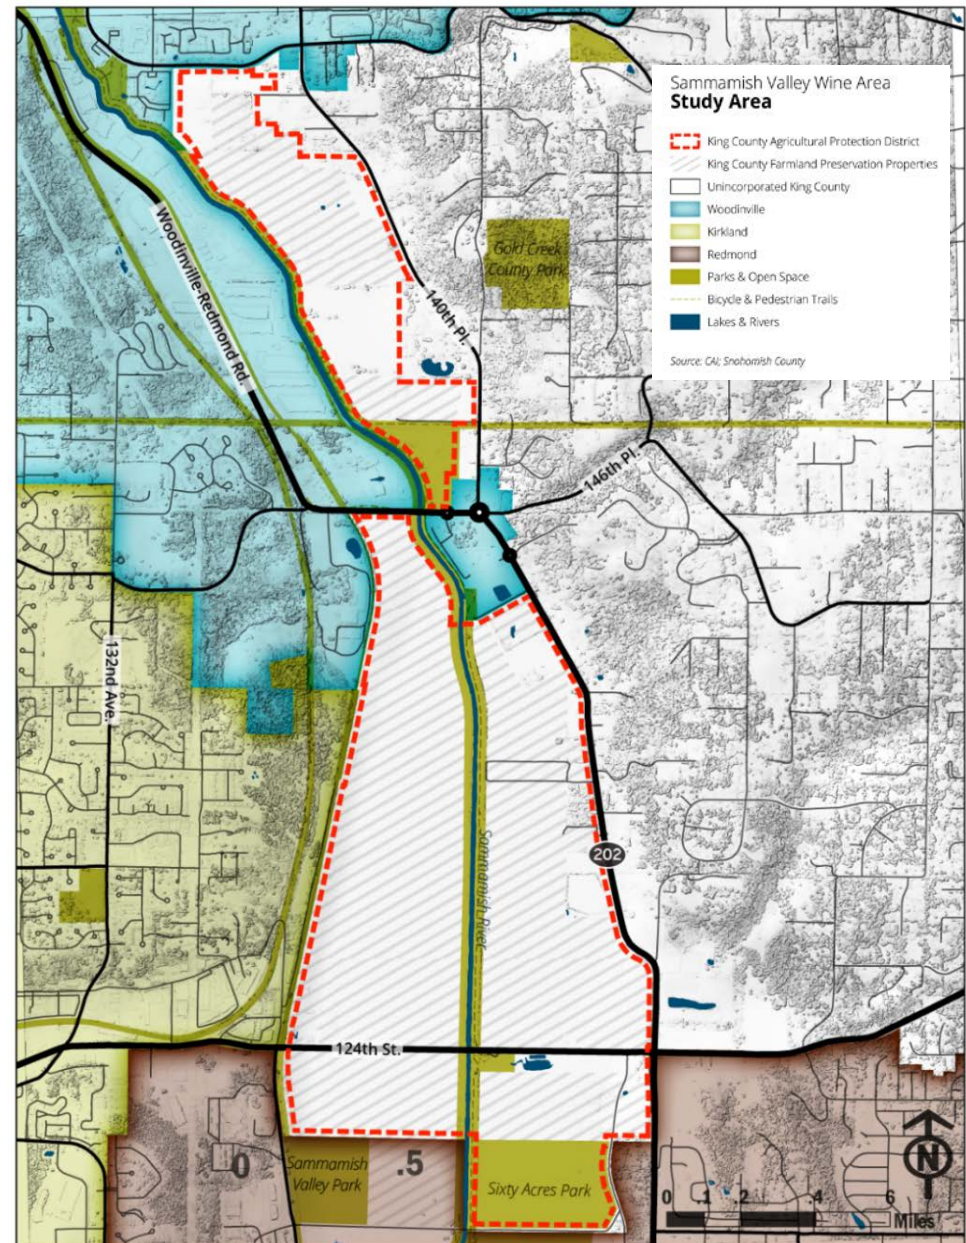 Sammamish Valley Wine Area
Study Area
King County Agricultural Protection District
King County Farmland Preservation Properties
Unincorporated King County
Woodinville
Kirkland
Redmond
Parks & Open Space
Bicycle & Pedestrian Trails
Lakes & Rivers
Source: CAI; Snohomish County
Woodinville-Redmond Rd.
Gold Creek
County Park
140th Pl.
146th Pl.
132nd Ave.
202
Sammamish River
124th St.
0
Sammamish
Valley Park
.5
Sixty Acres Park
N
0 .1 .2 4 6
Miles